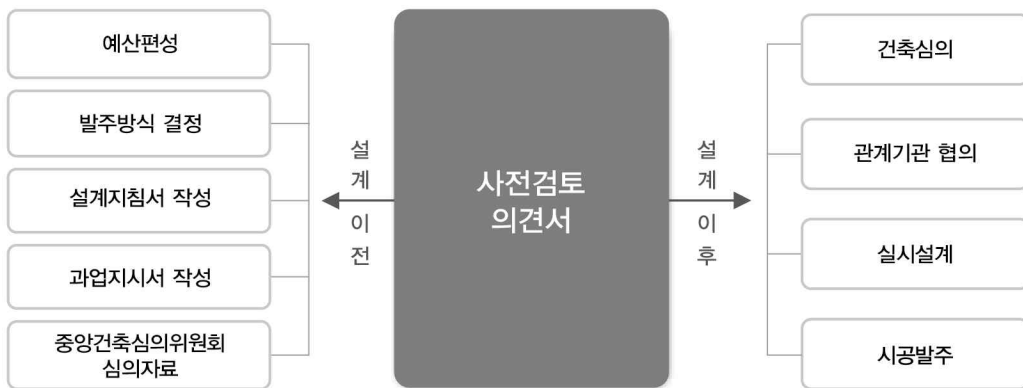 예산편성
발주방식 결정
설계지침서 작성
과업지시서 작성
중앙건축심의위원회
심의자료
설계 이전
사전검토
의견서
설계 이후
건축심의
관계기관 협의
실시설계
시공발주